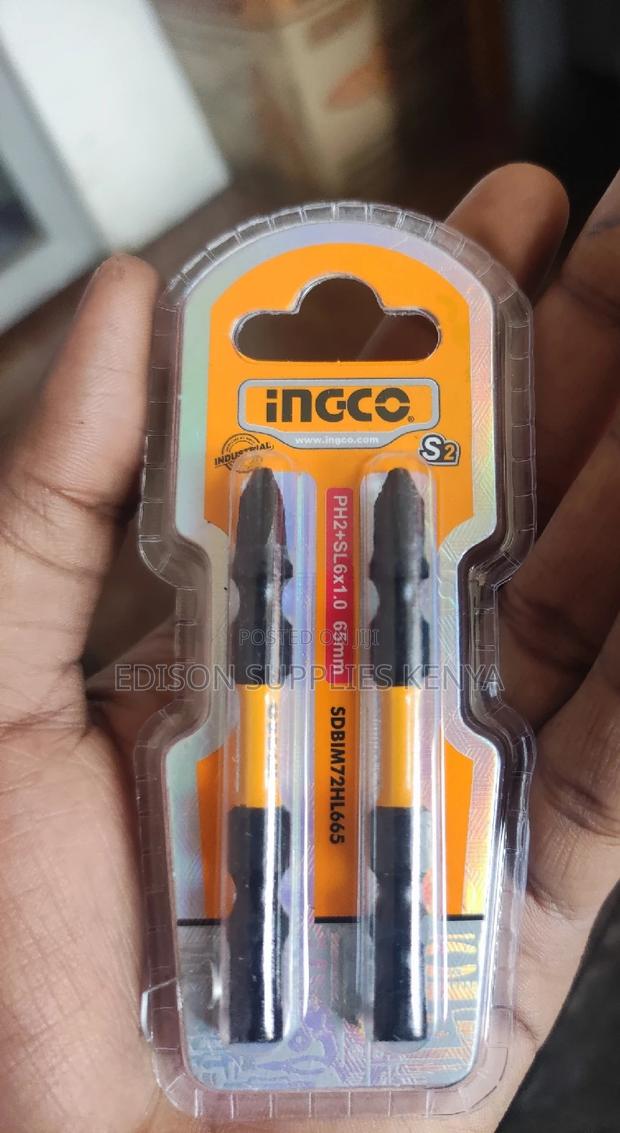 INGCO
www.ingco.com
INDUSTRIAL
S2
PH2+SL6x1.0 65mm
SDBIM72HL665
POSTED ON JIJI
EDISON SUPPLIES KENYA